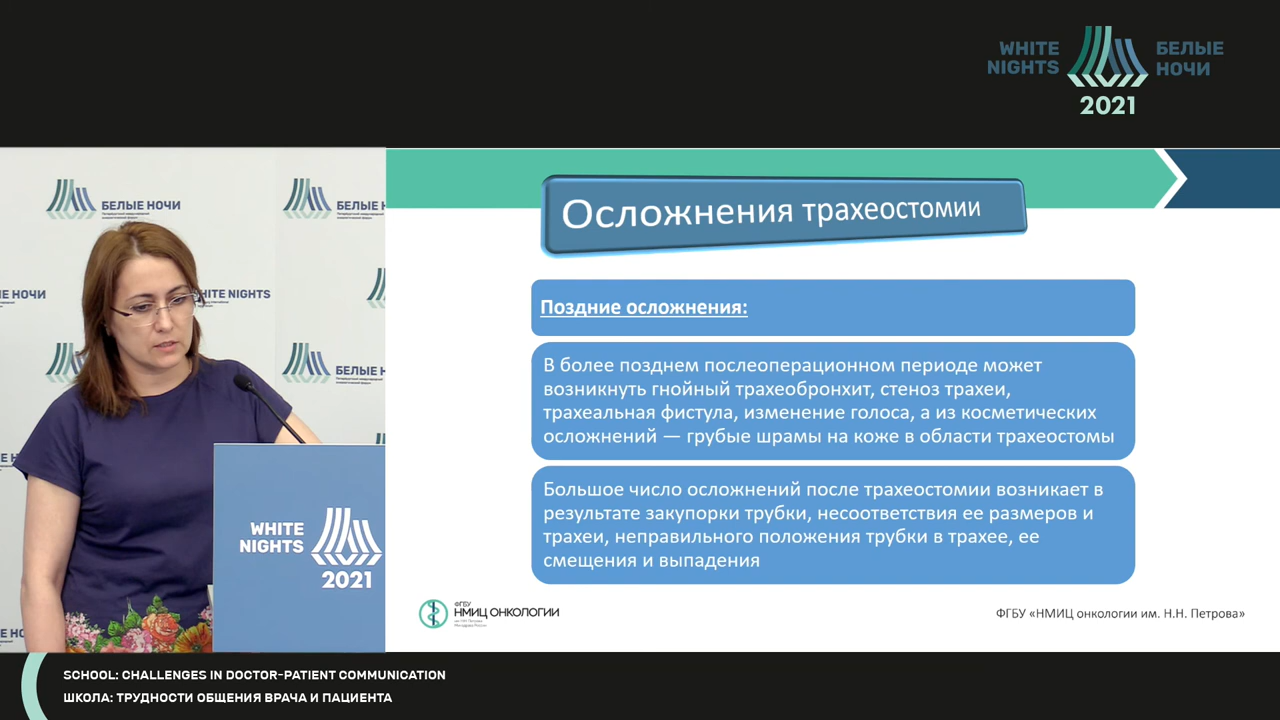 WHITE
NIGHTS
БЕЛЫЕ
НОЧИ
2021
БЕЛЫЕ НОЧИ
БЕЛЫЕ Н
Е НОЧИ
WHITE NIGHTS
БЕЛЫЕ Н
WHITE
NIGHTS
2021
Осложнения трахеостомии
Поздние осложнения:
В более позднем послеоперационном периоде может
возникнуть гнойный трахеобронхит, стеноз трахеи,
трахеальная фистула, изменение голоса, а из косметических
осложнений — грубые шрамы на коже в области трахеостомы
Большое число осложнений после трахеостомии возникает в
результате закупорки трубки, несоответствия ее размеров и
трахеи, неправильного положения трубки в трахее, ее
смещения и выпадения
ФГБУ
НМИЦ ОНКОЛОГИИ
ФГБУ «НМИЦ онкологии им. Н.Н. Петрова»
SCHOOL: CHALLENGES IN DOCTOR-PATIENT COMMUNICATION
ШКОЛА: ТРУДНОСТИ ОБЩЕНИЯ ВРАЧА И ПАЦИЕНТА